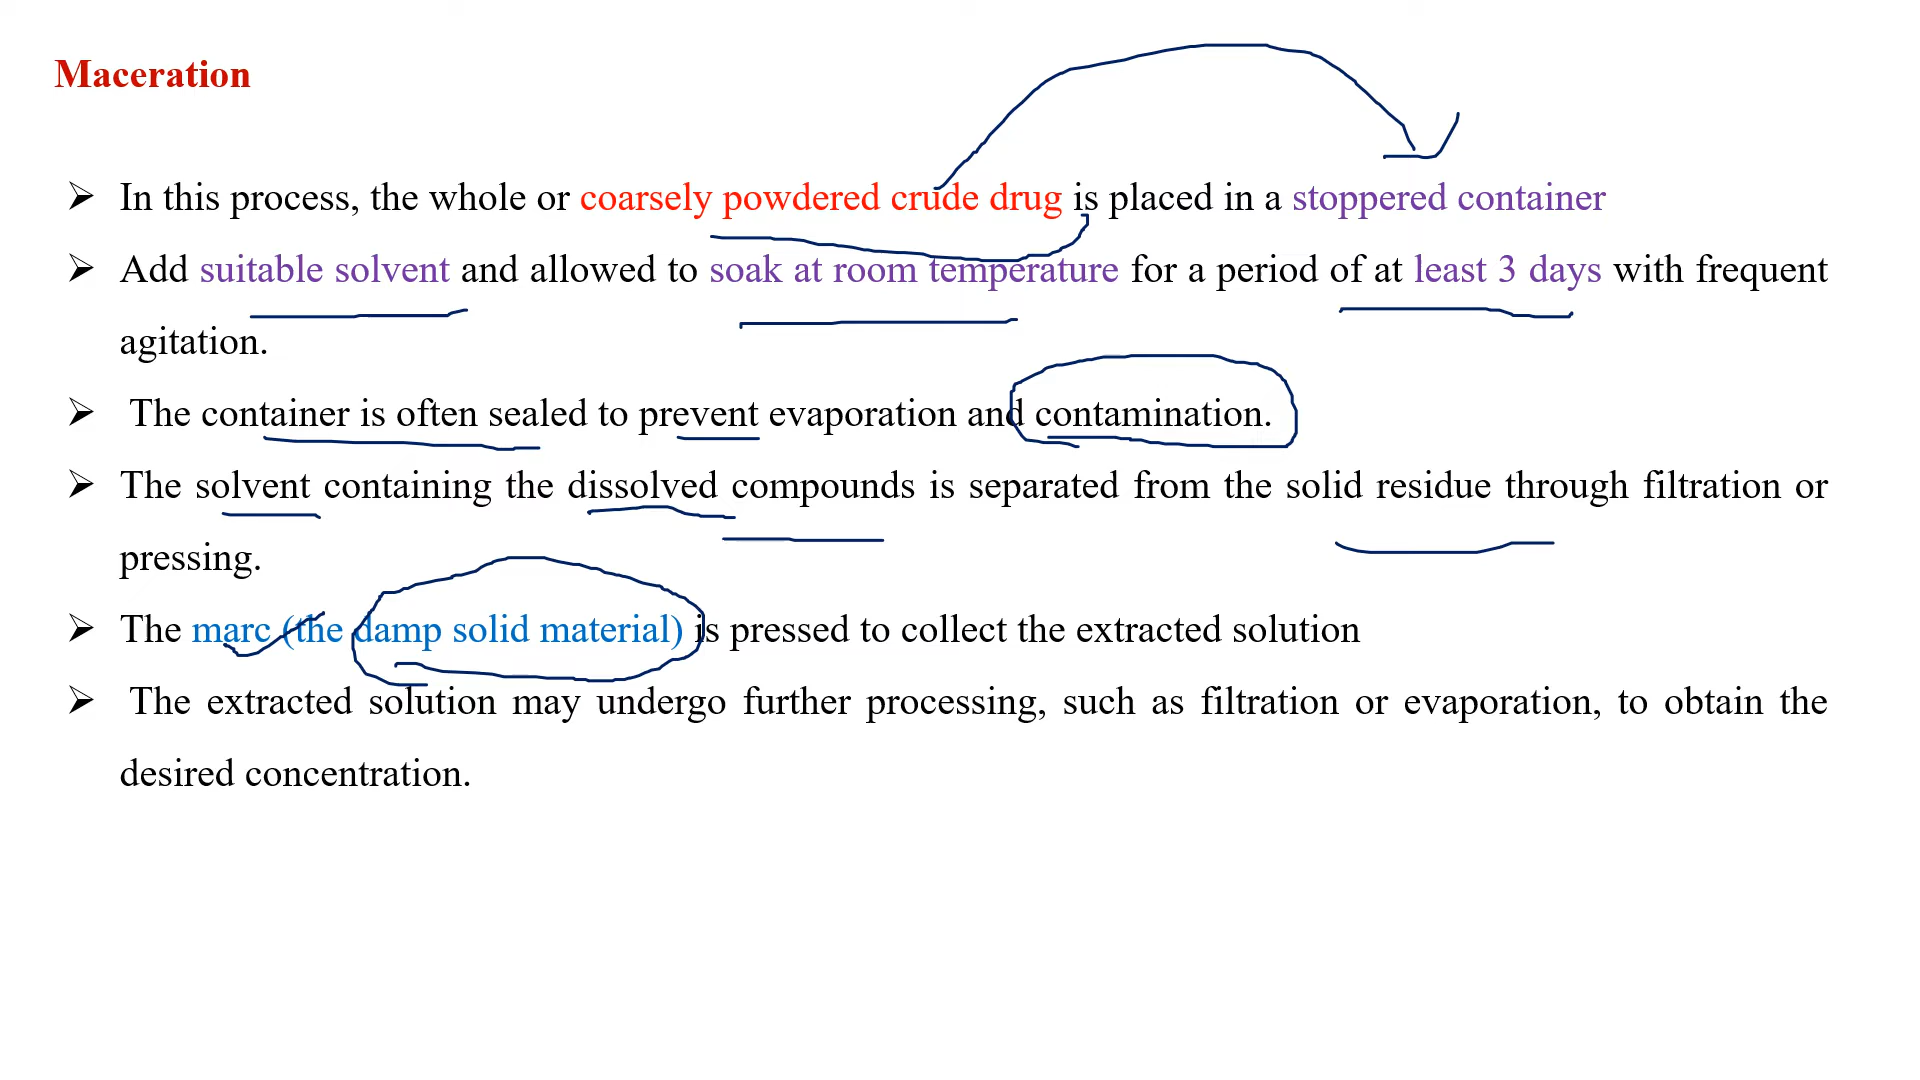 Maceration
➢ In this process, the whole or coarsely powdered crude drug is placed in a stoppered container
➢ Add suitable solvent and allowed to soak at room temperature for a period of at least 3 days with frequent
agitation.
➢ The container is often sealed to prevent evaporation and contamination.
➢ The solvent containing the dissolved compounds is separated from the solid residue through filtration or
pressing.
➢ The marc (the damp solid material) is pressed to collect the extracted solution
➢ The extracted solution may undergo further processing, such as filtration or evaporation, to obtain the
desired concentration.